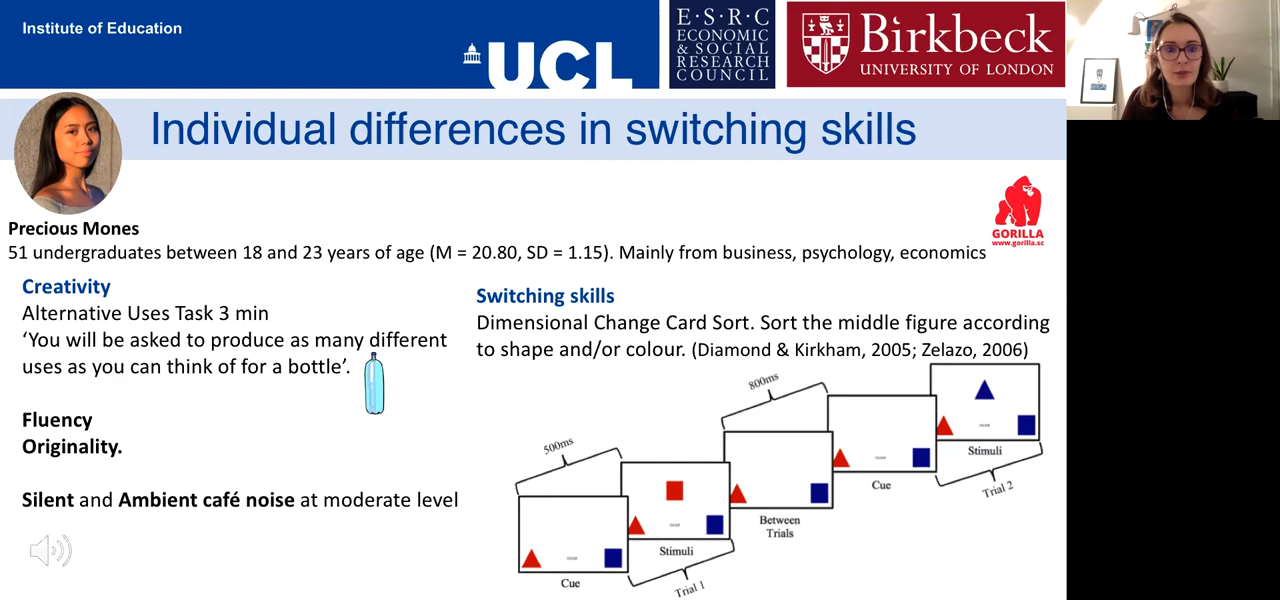 Institute of Education
UCL
E·S·R·C
ECONOMIC
& SOCIAL
RESEARCH
COUNCIL
Birkbeck
UNIVERSITY OF LONDON
Individual differences in switching skills
GORILLA
www.gorilla.sc
Precious Mones
51 undergraduates between 18 and 23 years of age (M = 20.80, SD = 1.15). Mainly from business, psychology, economics
Creativity
Alternative Uses Task 3 min
‘You will be asked to produce as many different
uses as you can think of for a bottle’.
Fluency
Originality.
Silent and Ambient café noise at moderate level
Switching skills
Dimensional Change Card Sort. Sort the middle figure according
to shape and/or colour. (Diamond & Kirkham, 2005; Zelazo, 2006)
500ms
Cue
Stimuli
Trial 1
800ms
Between
Trials
Cue
Stimuli
Trial 2